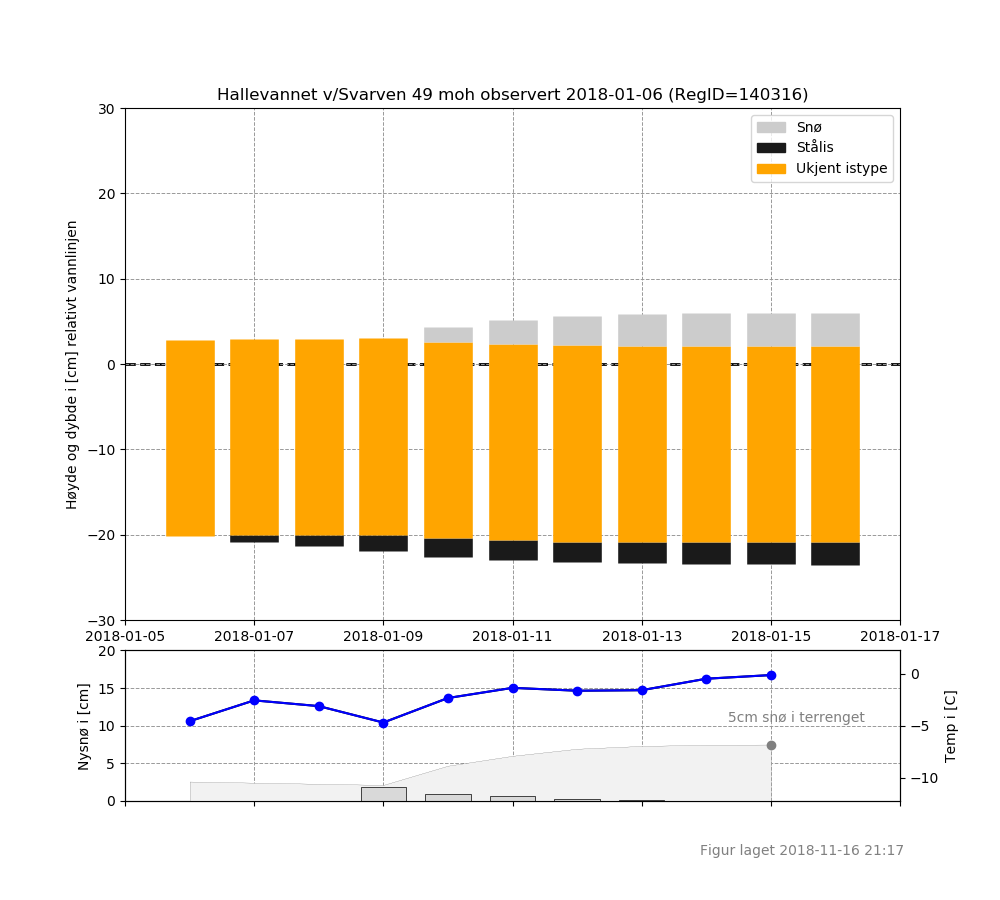 Hallevannet v/Svarven 49 moh observert 2018-01-06 (RegID=140316)
30
20
10
0
−10
−20
−30
Høyde og dybde i [cm] relativt vannlinjen
Snø
Stålis
Ukjent istype
2018-01-05 2018-01-07 2018-01-09 2018-01-11 2018-01-13 2018-01-15 2018-01-17
20
15
10
5
0
Nysnø i [cm]
5cm snø i terrenget
0
−5
−10
Temp i [C]
Figur laget 2018-11-16 21:17